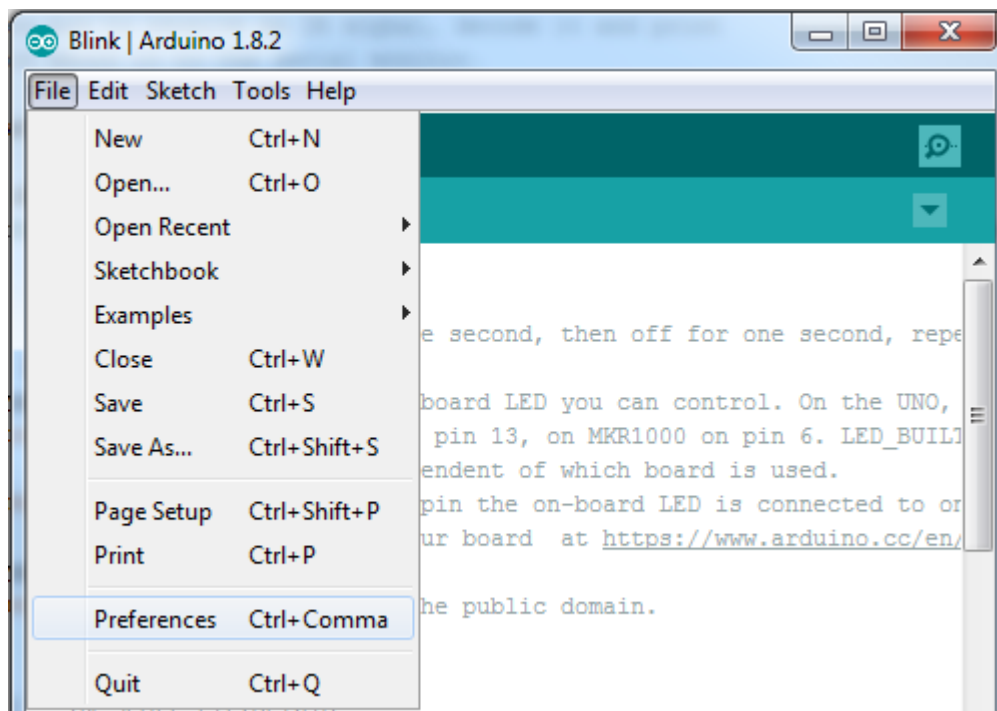 Blink | Arduino 1.8.2
File Edit Sketch Tools Help
New Ctrl+N
Open... Ctrl+O
Open Recent
Sketchbook
Examples
Close Ctrl+W
Save Ctrl+S
Save As... Ctrl+Shift+S
Page Setup Ctrl+Shift+P
Print Ctrl+P
Preferences Ctrl+Comma
Quit Ctrl+Q
e second, then off for one second, repe
board LED you can control. On the UNO,
pin 13, on MKR1000 on pin 6. LED_BUILT
endent of which board is used.
pin the on-board LED is connected to on
ur board at https://www.arduino.cc/en/
he public domain.